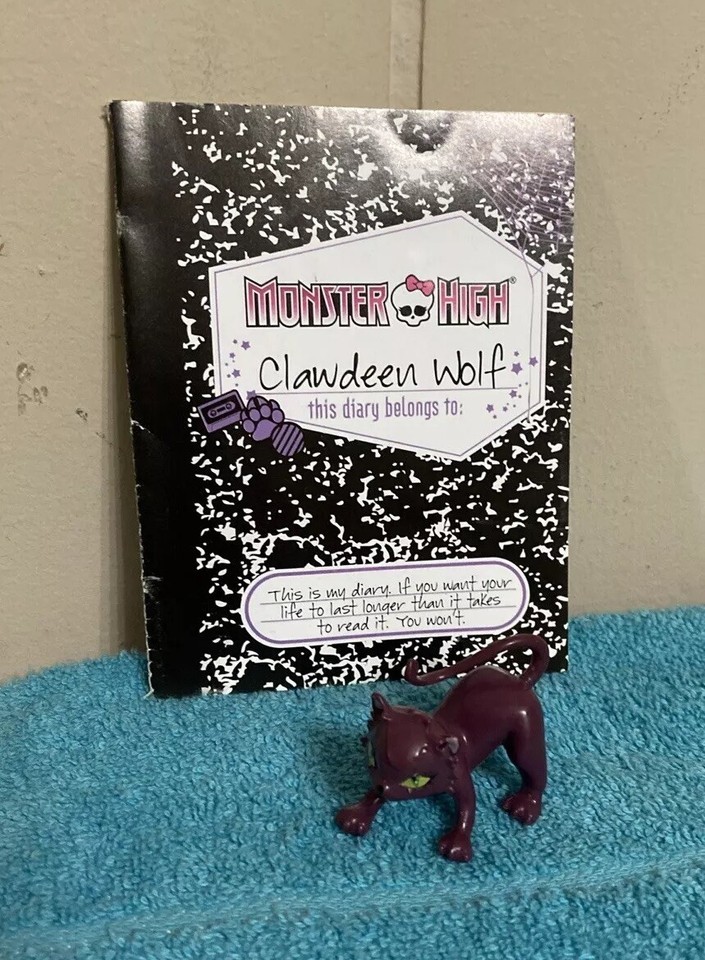 MONSTER HIGH®
Clawdeen Wolf
this diary belongs to:
This is my diary. If you want your
life to last longer than it takes
to read it. You won't.